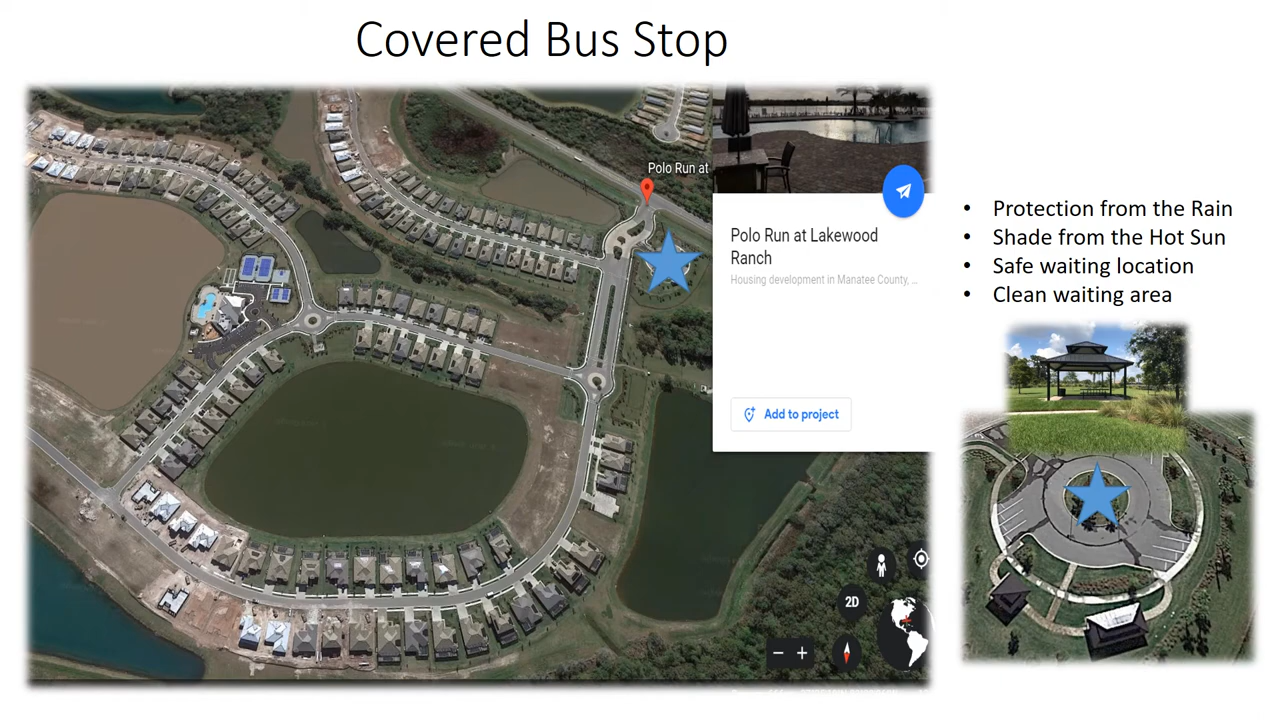 Covered Bus Stop
Polo Run at
Polo Run at Lakewood
Ranch
Housing development in Manatee County, ...
Add to project
2D
• Protection from the Rain
• Shade from the Hot Sun
• Safe waiting location
• Clean waiting area